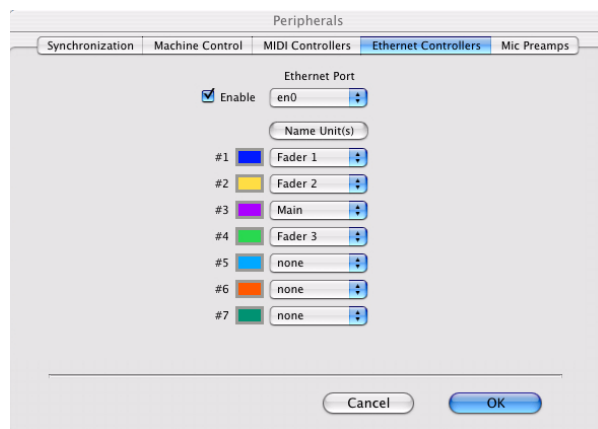 Peripherals
Synchronization Machine Control MIDI Controllers Ethernet Controllers Mic Preamps
Ethernet Port
Enable en0
Name Unit(s)
#1 Fader 1
#2 Fader 2
#3 Main
#4 Fader 3
#5 none
#6 none
#7 none
Cancel OK